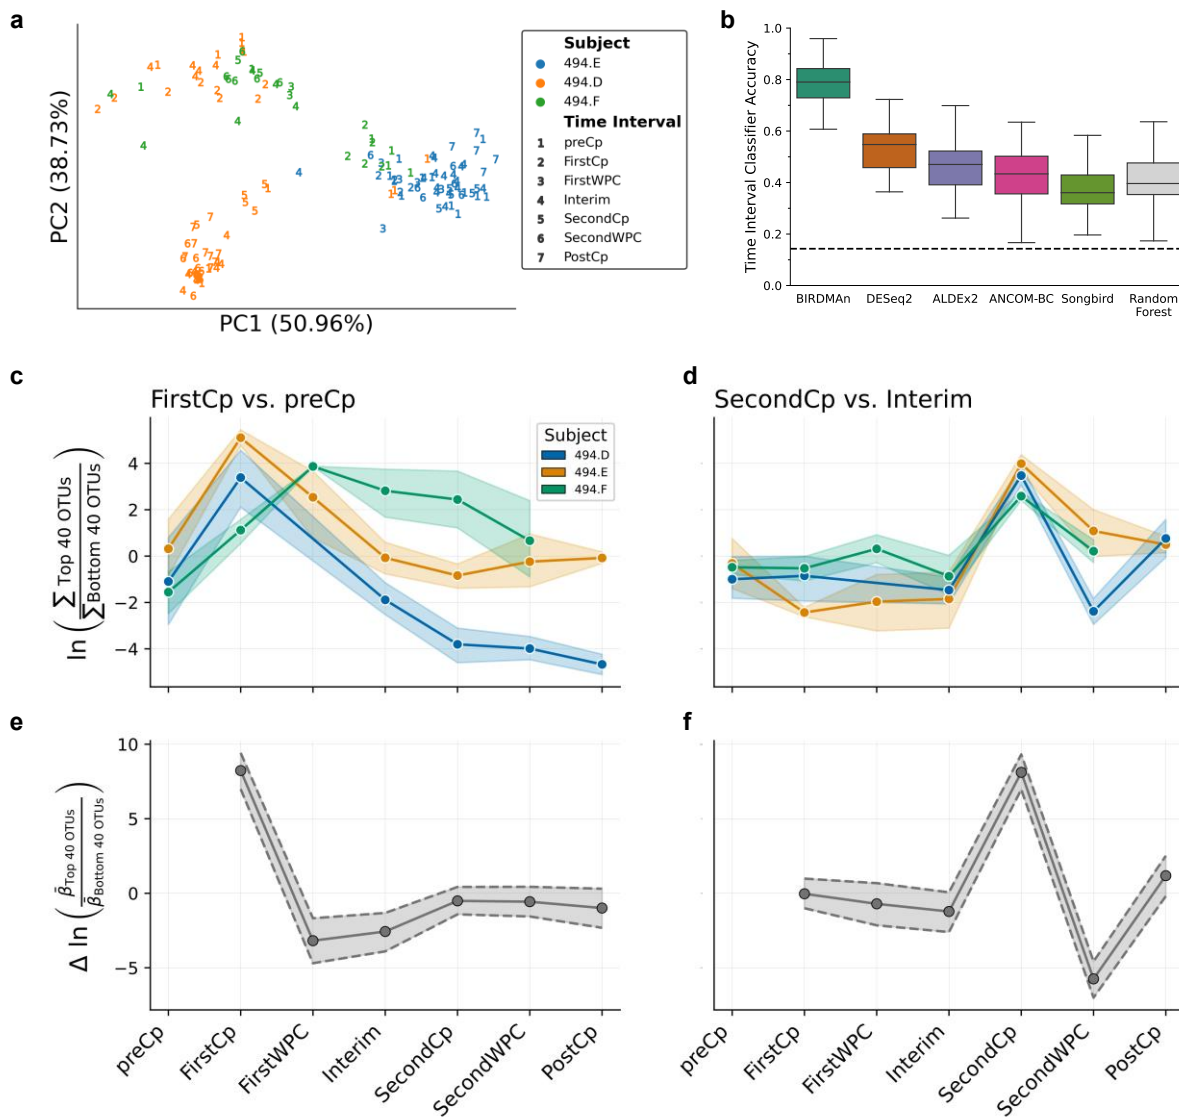 a
PC2 (38.73%)
PC1 (50.96%)
Subject
494.E
494.D
494.F
Time Interval
1 preCp
2 FirstCp
3 FirstWPC
4 Interim
5 SecondCp
6 SecondWPC
7 PostCp
b
Time Interval Classifier Accuracy
1.0
0.8
0.6
0.4
0.2
0.0
BIRDMAn DESeq2 ALDEx2 ANCOM-BC Songbird Random
Forest
c
FirstCp vs. preCp
ln ( ∑ Top 40 OTUs / ∑ Bottom 40 OTUs )
4
2
0
−2
−4
Subject
494.D
494.E
494.F
d
SecondCp vs. Interim
e
Δ ln ( β̄ Top 40 OTUs / β̄ Bottom 40 OTUs )
10
5
0
−5
preCp FirstCp FirstWPC Interim SecondCp SecondWPC PostCp
f
preCp FirstCp FirstWPC Interim SecondCp SecondWPC PostCp